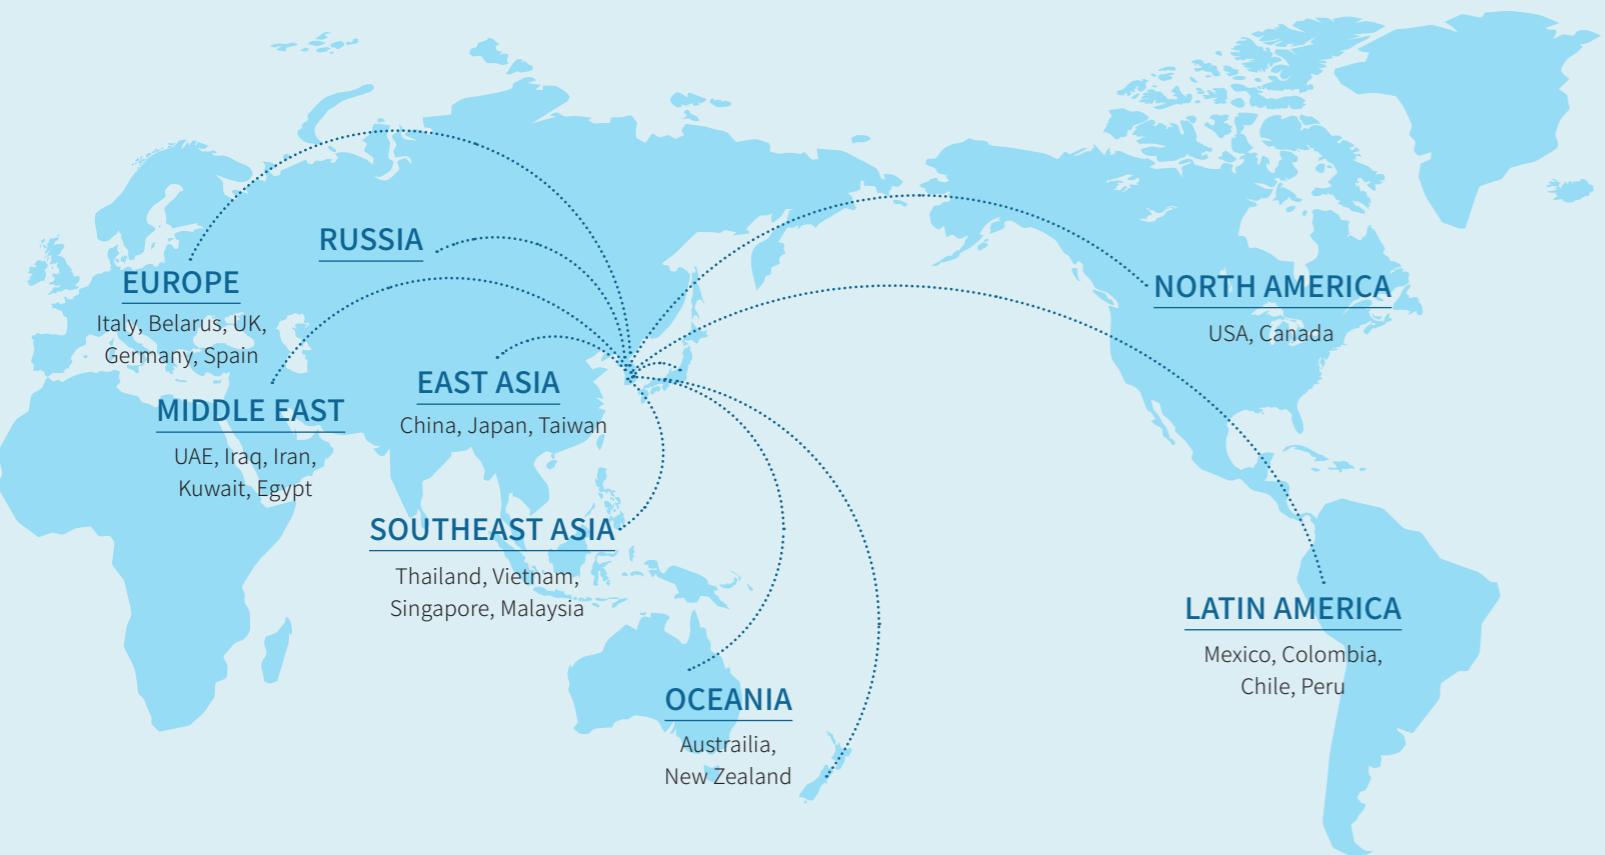 RUSSIA
EUROPE
Italy, Belarus, UK,
Germany, Spain
MIDDLE EAST
UAE, Iraq, Iran,
Kuwait, Egypt
EAST ASIA
China, Japan, Taiwan
SOUTHEAST ASIA
Thailand, Vietnam,
Singapore, Malaysia
OCEANIA
Austrailia,
New Zealand
NORTH AMERICA
USA, Canada
LATIN AMERICA
Mexico, Colombia,
Chile, Peru